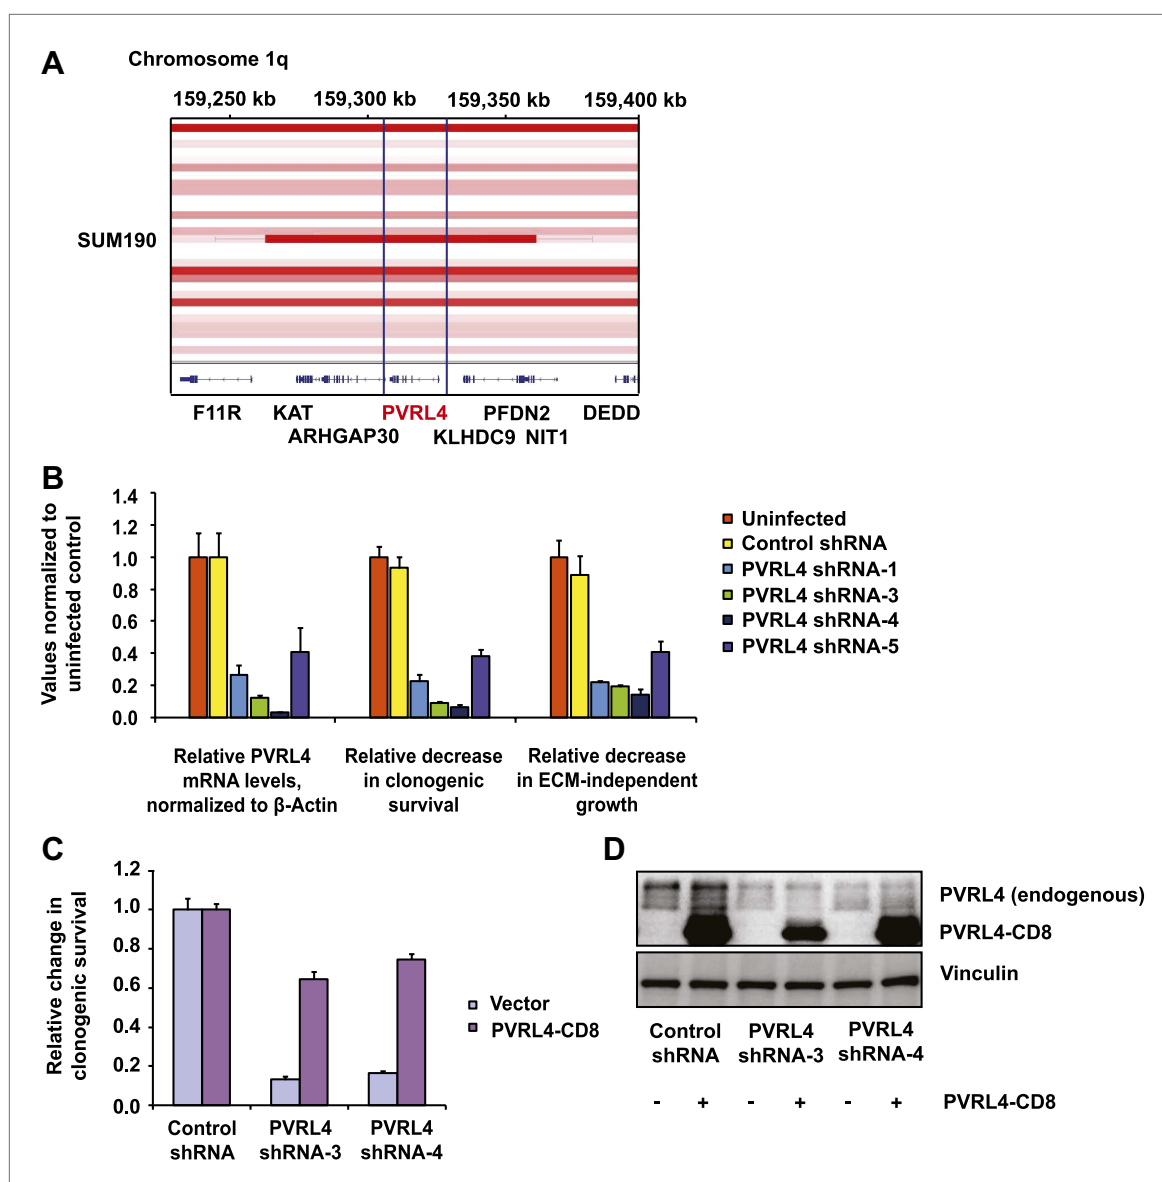 A
Chromosome 1q
159,250 kb 159,300 kb 159,350 kb 159,400 kb
SUM190
F11R KAT PVRL4 PFDN2 DEDD
ARHGAP30 KLHDC9 NIT1
B
Values normalized to
uninfected control
1.4
1.2
1.0
0.8
0.6
0.4
0.2
0.0
Uninfected
Control shRNA
PVRL4 shRNA-1
PVRL4 shRNA-3
PVRL4 shRNA-4
PVRL4 shRNA-5
Relative PVRL4
mRNA levels,
normalized to β-Actin
Relative decrease
in clonogenic
survival
Relative decrease
in ECM-independent
growth
C
Relative change in
clonogenic survival
1.2
1.0
0.8
0.6
0.4
0.2
0.0
Vector
PVRL4-CD8
Control
shRNA
PVRL4
shRNA-3
PVRL4
shRNA-4
D
PVRL4 (endogenous)
PVRL4-CD8
Vinculin
Control
shRNA
PVRL4
shRNA-3
PVRL4
shRNA-4
- + - + - + PVRL4-CD8